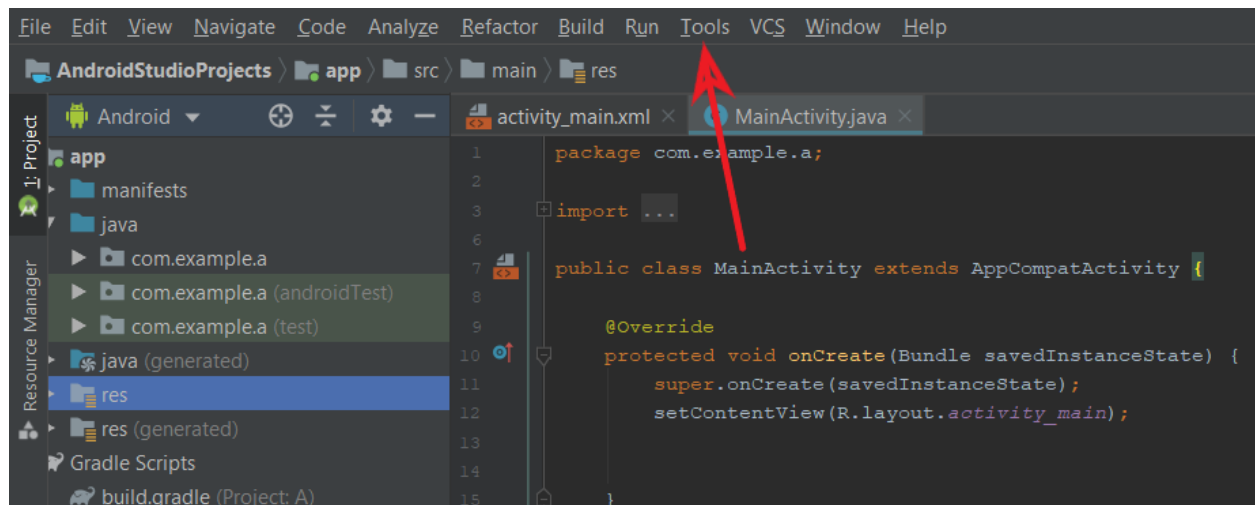 File Edit View Navigate Code Analyze Refactor Build Run Tools VCS Window Help
AndroidStudioProjects app src main res
1: Project
Resource Manager
Android
app
manifests
java
com.example.a
com.example.a (androidTest)
com.example.a (test)
java (generated)
res
res (generated)
Gradle Scripts
build.gradle (Project: A)
activity_main.xml MainActivity.java
1 package com.example.a;
2
3 import ...
6
7 public class MainActivity extends AppCompatActivity {
8
9 @Override
10 protected void onCreate(Bundle savedInstanceState) {
11 super.onCreate(savedInstanceState);
12 setContentView(R.layout.activity_main);
13
14
15 }